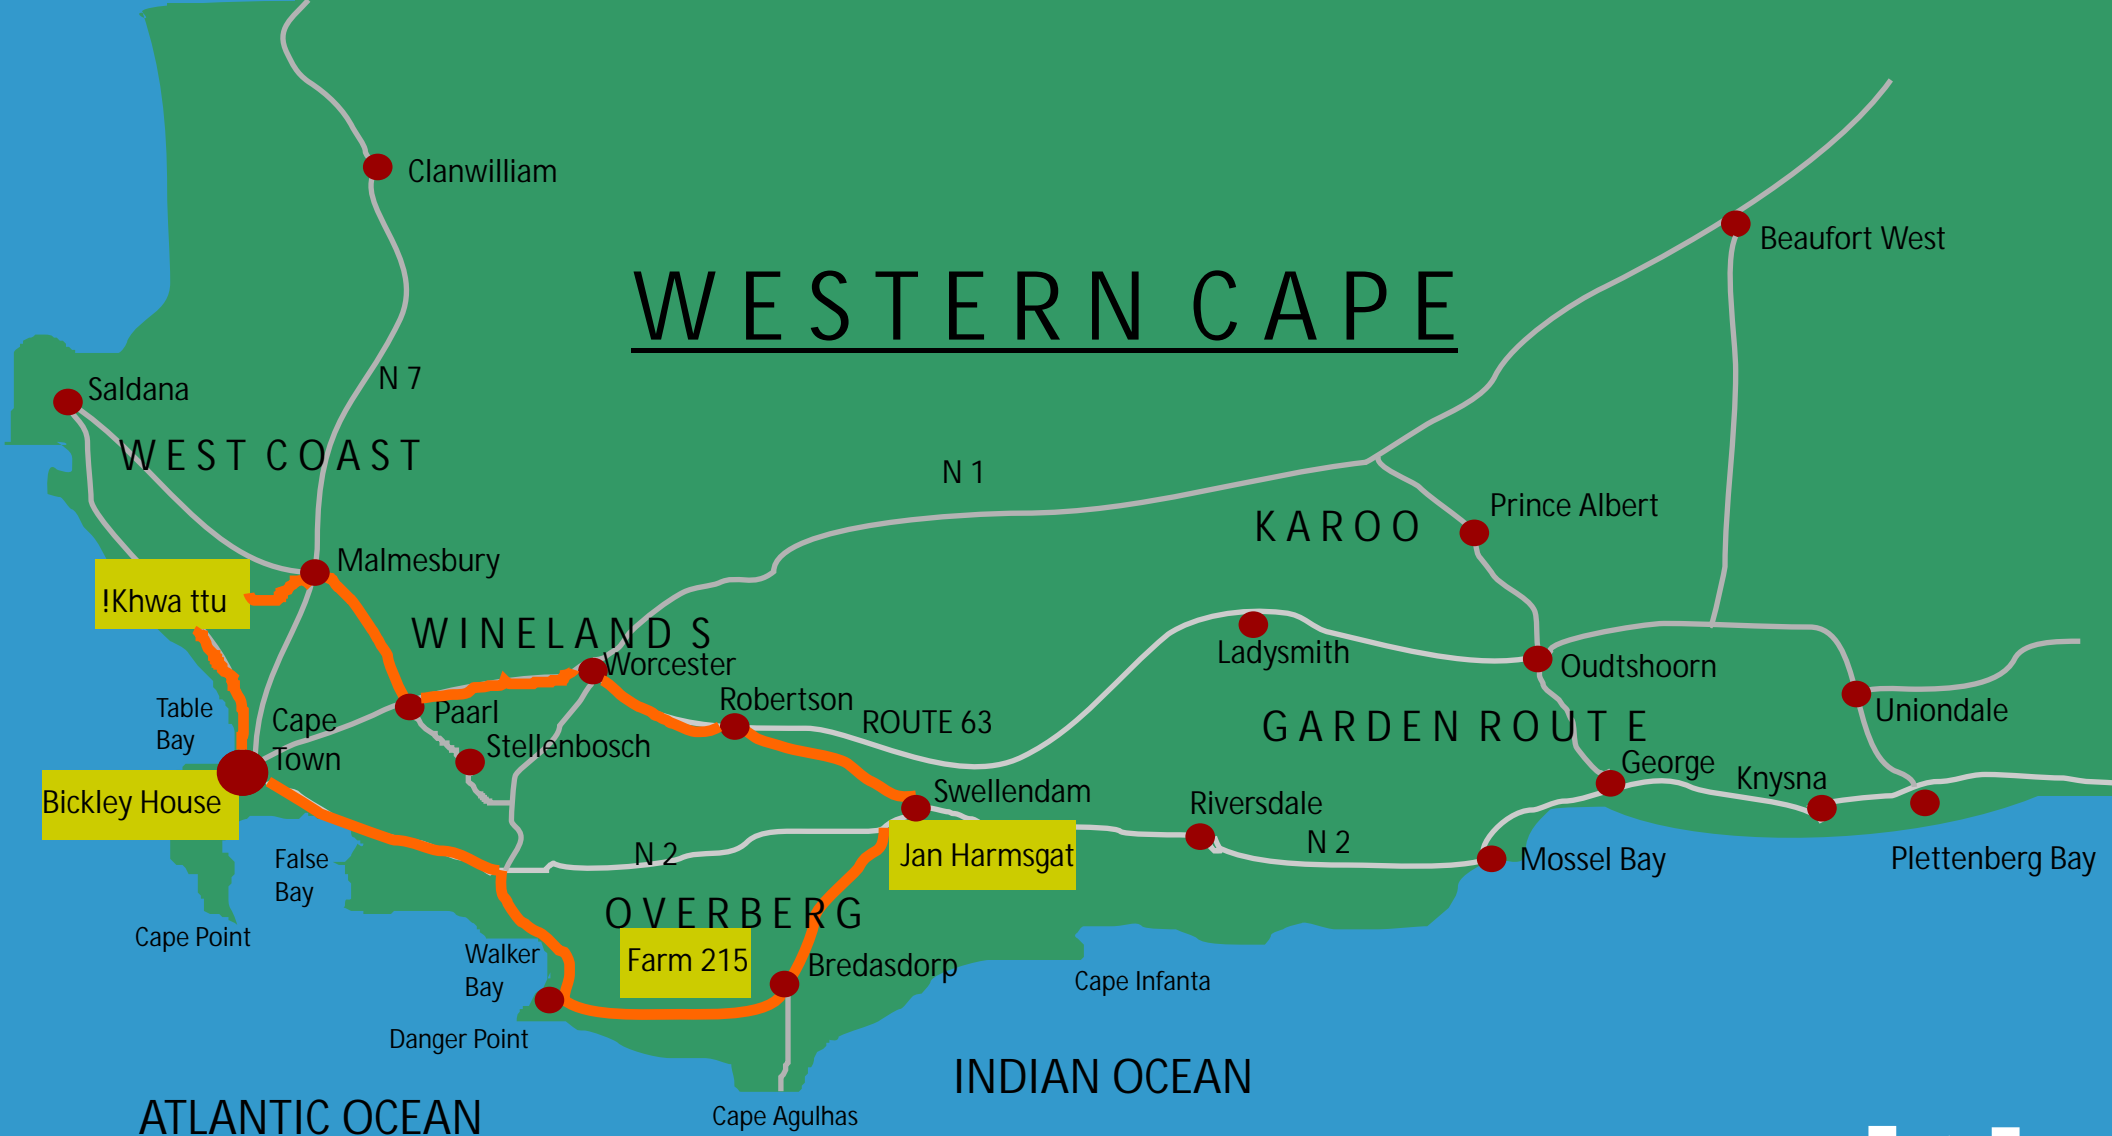 Clanwilliam
Beaufort West
WESTERN CAPE
N 7
Saldana
WEST COAST
N 1
Prince Albert
KAROO
Malmesbury
!Khwa ttu
WINELANDS
Worcester
Ladysmith
Oudtshoorn
Robertson
Table
Bay
Cape
Town
Paarl
ROUTE 63
GARDEN ROUTE
Uniondale
Stellenbosch
George
Knysna
Bickley House
Swellendam
Riversdale
N 2
N 2
Jan Harmsgat
False
Bay
Mossel Bay
Plettenberg Bay
OVERBERG
Cape Point
Walker
Bay
Farm 215
Bredasdorp
Cape Infanta
Danger Point
INDIAN OCEAN
ATLANTIC OCEAN
Cape Agulhas